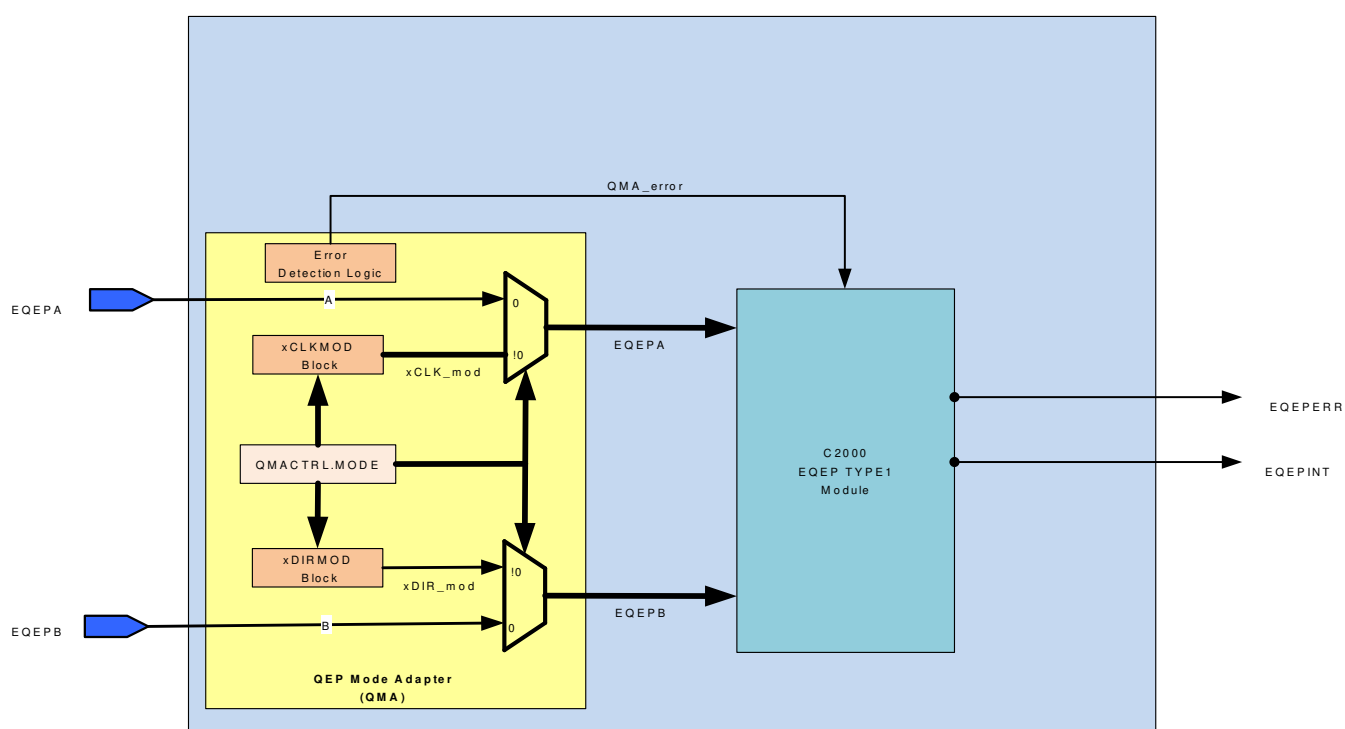 QMA_error
Error
Detection Logic
EQEPA
A
0
xCLKMOD
Block
xCLK_mod
!0
EQEPA
QMACTRL.MODE
C2000
EQEP TYPE1
Module
EQEPERR
EQEPINT
xDIRMOD
Block
xDIR_mod
!0
EQEPB
EQEPB
B
0
QEP Mode Adapter
(QMA)